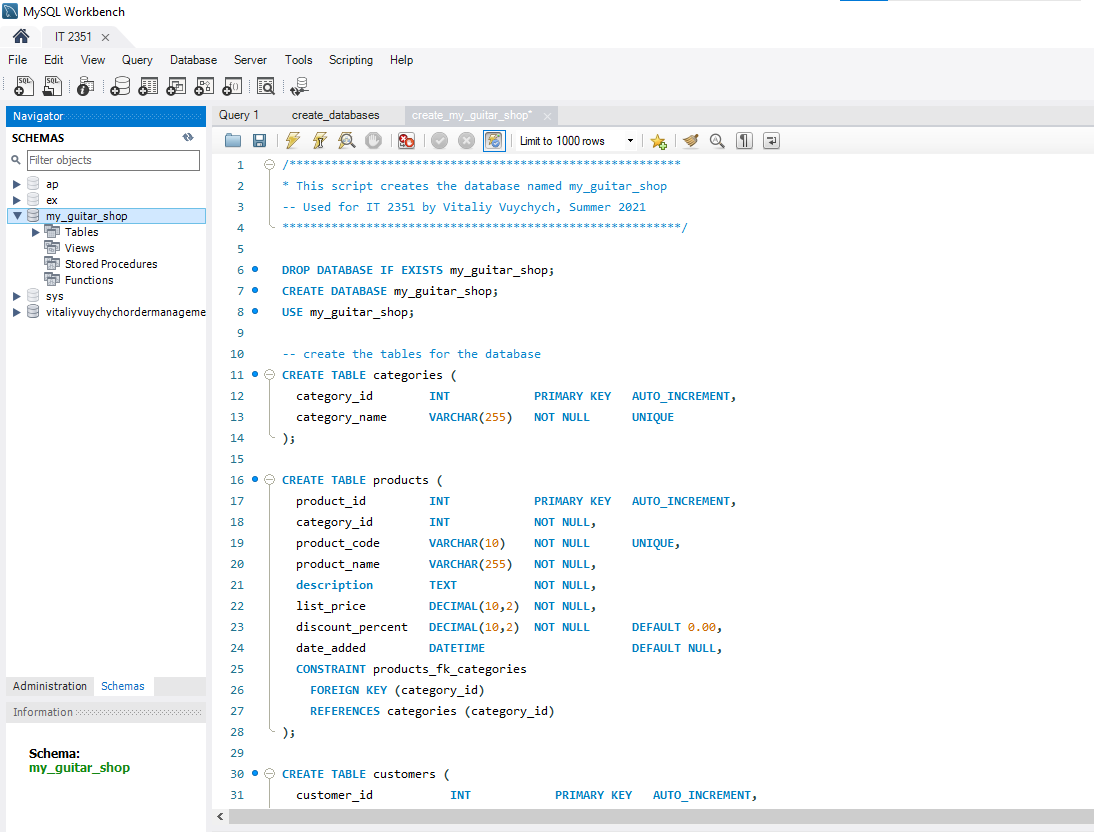 MySQL Workbench
IT 2351
File Edit View Query Database Server Tools Scripting Help
Navigator
SCHEMAS
Filter objects
ap
ex
my_guitar_shop
Tables
Views
Stored Procedures
Functions
sys
vitaliyvuychychordermanageme
Administration Schemas
Information
Schema:
my_guitar_shop
Query 1 create_databases create_my_guitar_shop*
Limit to 1000 rows
1 /********************************************************
2 * This script creates the database named my_guitar_shop
3 -- Used for IT 2351 by Vitaliy Vuychych, Summer 2021
4 *********************************************************/
5
6 DROP DATABASE IF EXISTS my_guitar_shop;
7 CREATE DATABASE my_guitar_shop;
8 USE my_guitar_shop;
9
10 -- create the tables for the database
11 CREATE TABLE categories (
12 category_id INT PRIMARY KEY AUTO_INCREMENT,
13 category_name VARCHAR(255) NOT NULL UNIQUE
14 );
15
16 CREATE TABLE products (
17 product_id INT PRIMARY KEY AUTO_INCREMENT,
18 category_id INT NOT NULL,
19 product_code VARCHAR(10) NOT NULL UNIQUE,
20 product_name VARCHAR(255) NOT NULL,
21 description TEXT NOT NULL,
22 list_price DECIMAL(10,2) NOT NULL,
23 discount_percent DECIMAL(10,2) NOT NULL DEFAULT 0.00,
24 date_added DATETIME DEFAULT NULL,
25 CONSTRAINT products_fk_categories
26 FOREIGN KEY (category_id)
27 REFERENCES categories (category_id)
28 );
29
30 CREATE TABLE customers (
31 customer_id INT PRIMARY KEY AUTO_INCREMENT,